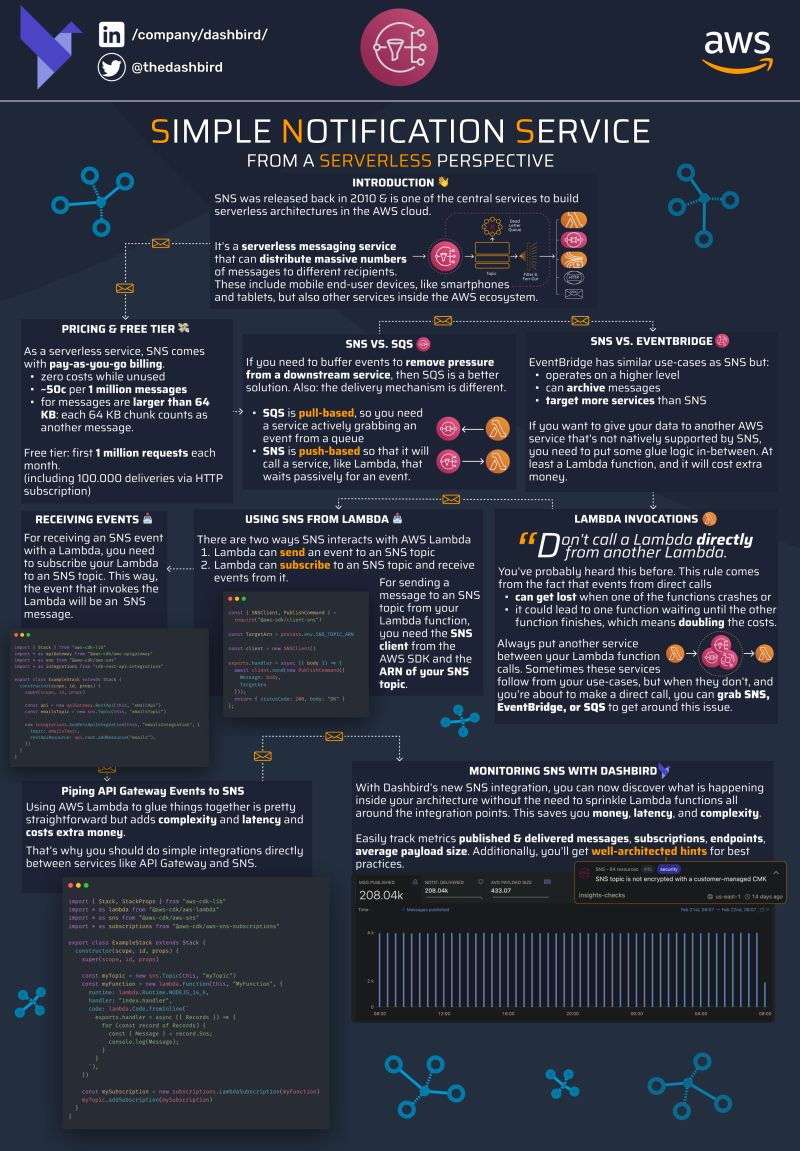 /company/dashbird/
@thedashbird
aws
SIMPLE NOTIFICATION SERVICE
FROM A SERVERLESS PERSPECTIVE
INTRODUCTION 👋
SNS was released back in 2010 & is one of the central services to build
serverless architectures in the AWS cloud.
It's a serverless messaging service
that can distribute massive numbers
of messages to different recipients.
These include mobile end-user devices, like smartphones
and tablets, but also other services inside the AWS ecosystem.
Dead
Letter
Queue
Topic
Filter &
Fan-Out
HTTP
PRICING & FREE TIER 💸
As a serverless service, SNS comes
with pay-as-you-go billing.
• zero costs while unused
• ~50c per 1 million messages
• for messages are larger than 64
KB: each 64 KB chunk counts as
another message.
Free tier: first 1 million requests each
month.
(including 100.000 deliveries via HTTP
subscription)
SNS VS. SQS
If you need to buffer events to remove pressure
from a downstream service, then SQS is a better
solution. Also: the delivery mechanism is different.
• SQS is pull-based, so you need
a service actively grabbing an
event from a queue
• SNS is push-based so that it will
call a service, like Lambda, that
waits passively for an event.
SNS VS. EVENTBRIDGE
EventBridge has similar use-cases as SNS but:
• operates on a higher level
• can archive messages
• target more services than SNS
If you want to give your data to another AWS
service that's not natively supported by SNS,
you need to put some glue logic in-between. At
least a Lambda function, and it will cost extra
money.
RECEIVING EVENTS 📩
For receiving an SNS event
with a Lambda, you need
to subscribe your Lambda
to an SNS topic. This way,
the event that invokes the
Lambda will be an SNS
message.
import { Stack } from "aws-cdk-lib"
import * as apiGateway from "@aws-cdk/aws-apigateway"
import * as sns from "@aws-cdk/aws-sns"
import * as integrations from "cdk-rest-api-integrations"
export class ExampleStack extends Stack {
constructor(scope, id, props) {
super(scope, id, props)
const api = new apiGateway.RestApi(this, "emailApi")
const emailsTopic = new sns.Topic(this, "emailsTopic")
new integrations.SnsRestApiIntegration(this, "emailsIntegration", {
topic: emailsTopic,
restApiResource: api.root.addResource("emails"),
})
}
}
USING SNS FROM LAMBDA 📩
There are two ways SNS interacts with AWS Lambda
1. Lambda can send an event to an SNS topic
2. Lambda can subscribe to an SNS topic and receive
events from it.
const { SNSClient, PublishCommand } =
require("@aws-sdk/client-sns")
const TargetArn = process.env.SNS_TOPIC_ARN
const client = new SNSClient()
exports.handler = async ({ body }) => {
await client.send(new PublishCommand({
Message: body,
TargetArn
}));
return { statusCode: 200, body: "OK" }
};
For sending a
message to an SNS
topic from your
Lambda function,
you need the SNS
client from the
AWS SDK and the
ARN of your SNS
topic.
LAMBDA INVOCATIONS
“Don't call a Lambda directly
from another Lambda.
You've probably heard this before. This rule comes
from the fact that events from direct calls
• can get lost when one of the functions crashes or
• it could lead to one function waiting until the other
function finishes, which means doubling the costs.
Always put another service
between your Lambda function
calls. Sometimes these services
follow from your use-cases, but when they don't, and
you're about to make a direct call, you can grab SNS,
EventBridge, or SQS to get around this issue.
Piping API Gateway Events to SNS
Using AWS Lambda to glue things together is pretty
straightforward but adds complexity and latency and
costs extra money.
That's why you should do simple integrations directly
between services like API Gateway and SNS.
import { Stack, StackProps } from "aws-cdk-lib"
import * as lambda from "@aws-cdk/aws-lambda"
import * as sns from "@aws-cdk/aws-sns"
import * as subscriptions from "@aws-cdk/aws-sns-subscriptions"
export class ExampleStack extends Stack {
constructor(scope, id, props) {
super(scope, id, props)
const myTopic = new sns.Topic(this, "myTopic")
const myFunction = new lambda.Function(this, "MyFunction", {
runtime: lambda.Runtime.NODEJS_14_X,
handler: "index.handler",
code: lambda.Code.fromInline(`
exports.handler = async ({ Records }) => {
for (const record of Records) {
const { Message } = record.Sns;
console.log(Message);
}
}
`),
})
const mySubscription = new subscriptions.LambdaSubscription(myFunction)
myTopic.addSubscription(mySubscription)
}
}
MONITORING SNS WITH DASHBIRD
With Dashbird's new SNS integration, you can now discover what is happening
inside your architecture without the need to sprinkle Lambda functions all
around the integration points. This saves you money, latency, and complexity.
Easily track metrics published & delivered messages, subscriptions, endpoints,
average payload size. Additionally, you'll get well-architected hints for best
practices.
SNS - 64 resources info security
SNS topic is not encrypted with a customer-managed CMK
insights-checks us-east-1 14 days ago
MSG PUBLISHED
208.04k
NOTIF. DELIVERED
208.04k
AVG PAYLOAD SIZE
433.07
Time
Messages published
Feb 21st, 08:07 — Feb 22nd, 08:07
4 k
2 k
0
08:00 12:00 16:00 20:00 00:00 04:00 08:00